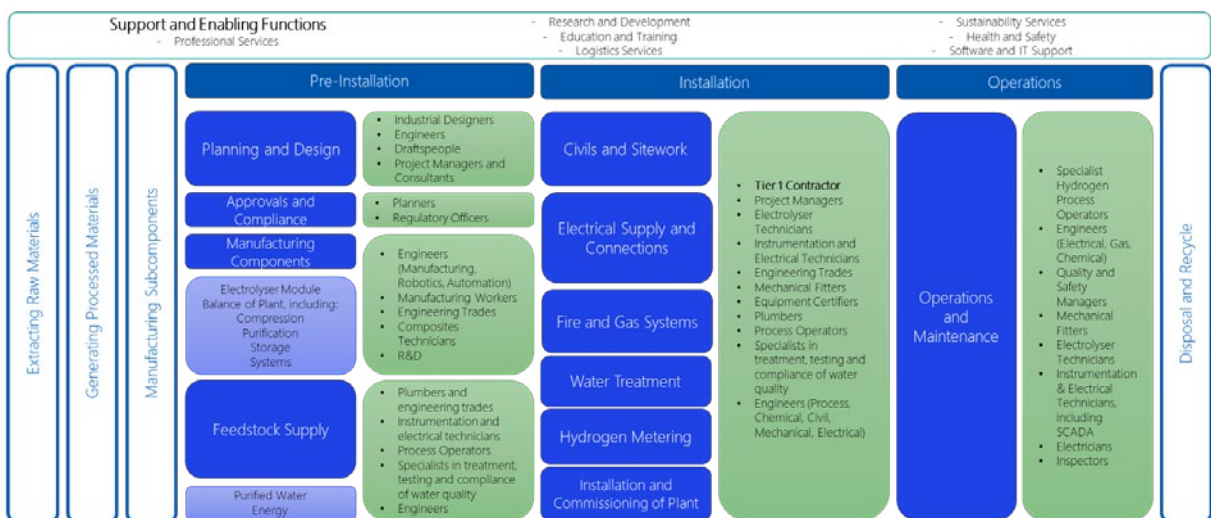 Support and Enabling Functions
- Professional Services
- Research and Development
- Education and Training
- Logistics Services
- Sustainability Services
- Health and Safety
- Software and IT Support
Extracting Raw Materials
Generating Processed Materials
Manufacturing Subcomponents
Pre-Installation
Planning and Design
• Industrial Designers
• Engineers
• Draftspeople
• Project Managers and
Consultants
Approvals and
Compliance
• Planners
• Regulatory Officers
Manufacturing
Components
Electrolyser Module
Balance of Plant, including:
Compression
Purification
Storage
Systems
• Engineers
(Manufacturing,
Robotics, Automation)
• Manufacturing Workers
• Engineering Trades
• Composites
Technicians
• R&D
Feedstock Supply
Purified Water
Energy
• Plumbers and
engineering trades
• Instrumentation and
electrical technicians
• Process Operators
• Specialists in treatment,
testing and compliance
of water quality
• Engineers
Installation
Civils and Sitework
Electrical Supply and
Connections
Fire and Gas Systems
Water Treatment
Hydrogen Metering
Installation and
Commissioning of Plant
• Tier 1 Contractor
• Project Managers
• Electrolyser
Technicians
• Instrumentation and
Electrical Technicians
• Engineering Trades
• Mechanical Fitters
• Equipment Certifiers
• Plumbers
• Process Operators
• Specialists in
treatment, testing and
compliance of water
quality
• Engineers (Process,
Chemical, Civil,
Mechanical, Electrical)
Operations
Operations
and
Maintenance
• Specialist
Hydrogen
Process
Operators
• Engineers
(Electrical, Gas,
Chemical)
• Quality and
Safety
Managers
• Mechanical
Fitters
• Electrolyser
Technicians
• Instrumentation
& Electrical
Technicians,
including
SCADA
• Electricians
• Inspectors
Disposal and Recycle